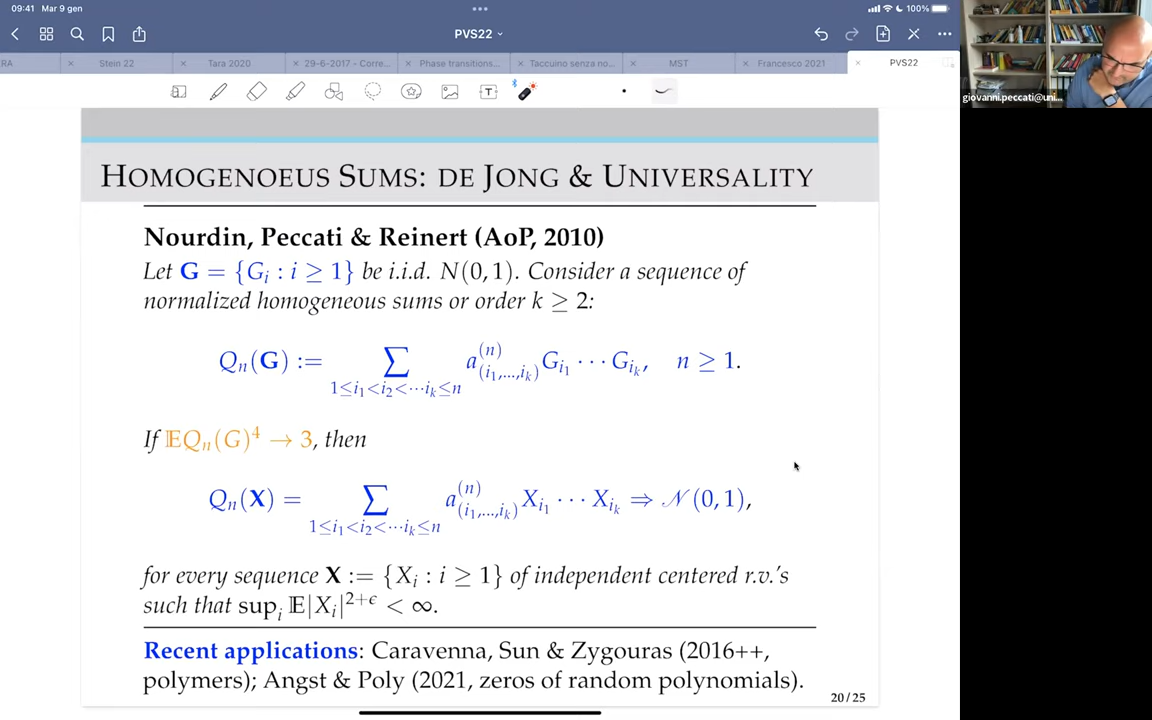 09:41 Mar 9 gen
100%
PVS22
RA
Stein 22
Tara 2020
29-6-2017 - Corre...
Phase transitions...
Taccuino senza no...
MST
Francesco 2021
PVS22
giovanni.peccati@uni...
HOMOGENOEUS SUMS: DE JONG & UNIVERSALITY
Nourdin, Peccati & Reinert (AoP, 2010)
Let G = {G_i : i ≥ 1} be i.i.d. N(0, 1). Consider a sequence of
normalized homogeneous sums or order k ≥ 2:
Q_n(G) := ∑_{1≤i_1<i_2<···i_k≤n} a^{(n)}_{(i_1,...,i_k)} G_{i_1} ··· G_{i_k}, n ≥ 1.
If 𝔼Q_n(G)^4 → 3, then
Q_n(X) = ∑_{1≤i_1<i_2<···i_k≤n} a^{(n)}_{(i_1,...,i_k)} X_{i_1} ··· X_{i_k} ⇒ 𝒩(0, 1),
for every sequence X := {X_i : i ≥ 1} of independent centered r.v.'s
such that sup_i 𝔼|X_i|^{2+ϵ} < ∞.
Recent applications: Caravenna, Sun & Zygouras (2016++,
polymers); Angst & Poly (2021, zeros of random polynomials).
20 / 25